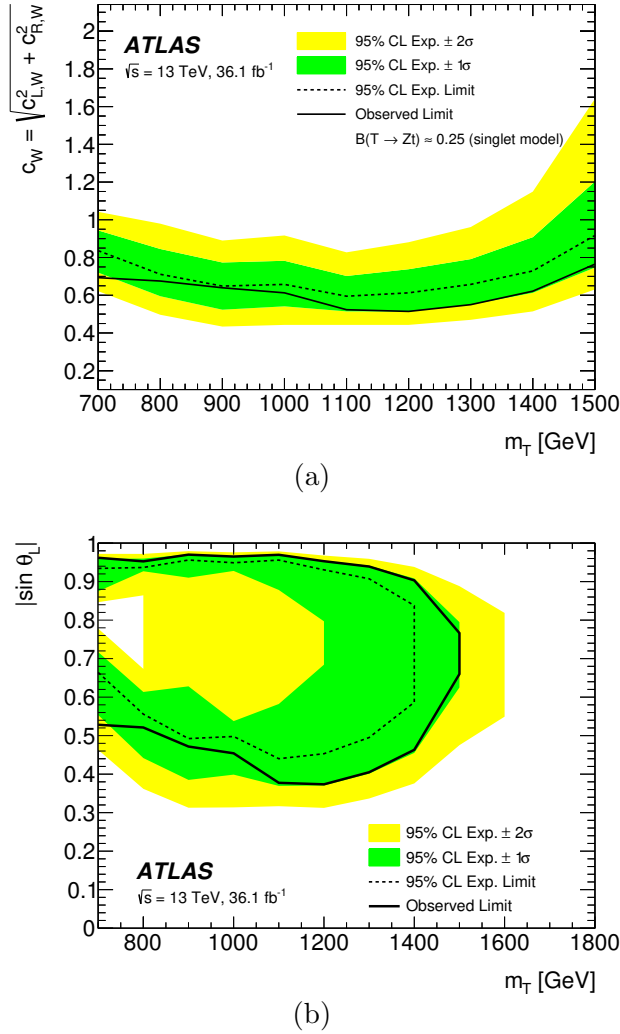 c_W = √c²_L,W + c²_R,W
2
1.8
1.6
1.4
1.2
1
0.8
0.6
0.4
0.2
ATLAS
√s = 13 TeV, 36.1 fb⁻¹
95% CL Exp. ± 2σ
95% CL Exp. ± 1σ
95% CL Exp. Limit
Observed Limit
B(T → Zt) ≈ 0.25 (singlet model)
700 800 900 1000 1100 1200 1300 1400 1500
m_T [GeV]
(a)
|sin θ_L|
1
0.9
0.8
0.7
0.6
0.5
0.4
0.3
0.2
0.1
0
95% CL Exp. ± 2σ
95% CL Exp. ± 1σ
95% CL Exp. Limit
Observed Limit
ATLAS
√s = 13 TeV, 36.1 fb⁻¹
800 1000 1200 1400 1600 1800
m_T [GeV]
(b)